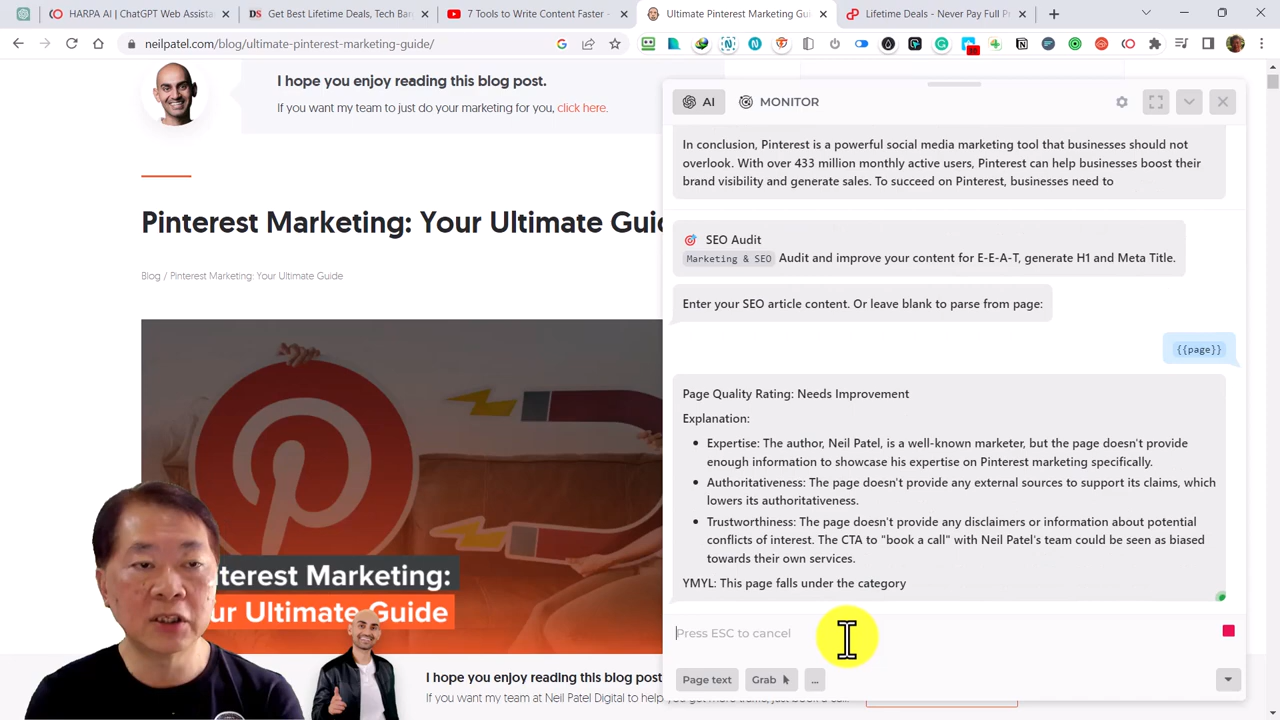 HARPA AI | ChatGPT Web Assista
Get Best Lifetime Deals, Tech Bar
7 Tools to Write Content Faster -
Ultimate Pinterest Marketing Gui
Lifetime Deals - Never Pay Full P
neilpatel.com/blog/ultimate-pinterest-marketing-guide/
I hope you enjoy reading this blog post.
If you want my team to just do your marketing for you, click here.
Pinterest Marketing: Your Ultimate Guid
Blog / Pinterest Marketing: Your Ultimate Guide
nterest Marketing:
ur Ultimate Guide
I hope you enjoy reading this blog post
If you want my team at Neil Patel Digital to help
AI
MONITOR
In conclusion, Pinterest is a powerful social media marketing tool that businesses should not
overlook. With over 433 million monthly active users, Pinterest can help businesses boost their
brand visibility and generate sales. To succeed on Pinterest, businesses need to
SEO Audit
Marketing & SEO Audit and improve your content for E-E-A-T, generate H1 and Meta Title.
Enter your SEO article content. Or leave blank to parse from page:
{{page}}
Page Quality Rating: Needs Improvement
Explanation:
• Expertise: The author, Neil Patel, is a well-known marketer, but the page doesn't provide
enough information to showcase his expertise on Pinterest marketing specifically.
• Authoritativeness: The page doesn't provide any external sources to support its claims, which
lowers its authoritativeness.
• Trustworthiness: The page doesn't provide any disclaimers or information about potential
conflicts of interest. The CTA to "book a call" with Neil Patel's team could be seen as biased
towards their own services.
YMYL: This page falls under the category
Press ESC to cancel
Page text
Grab
...